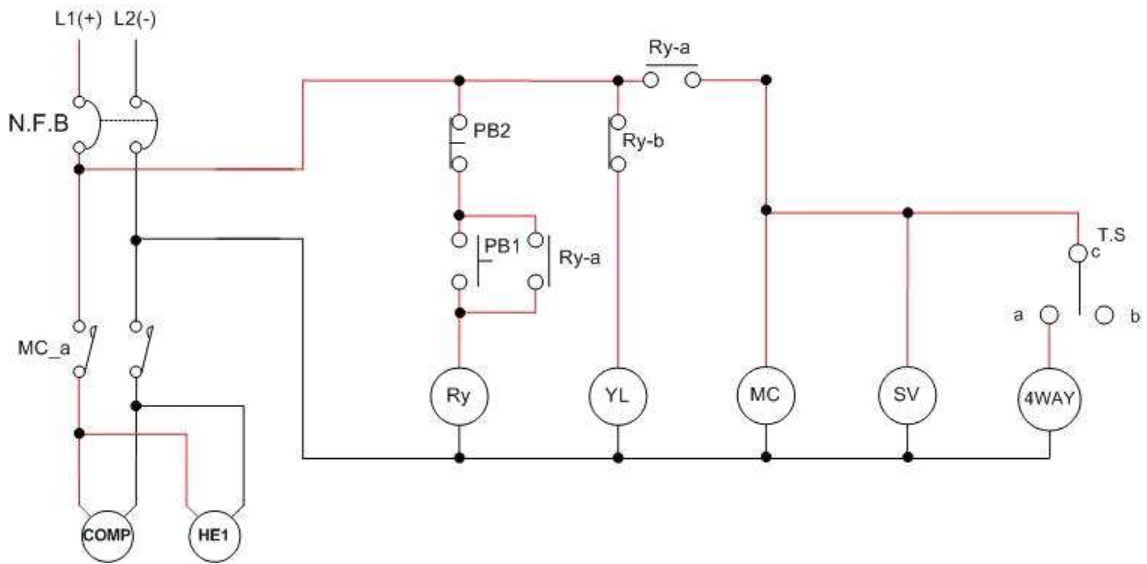 L1(+) L2(-)
Ry-a
N.F.B
PB2
Ry-b
PB1
Ry-a
T.S
c
a
b
MC_a
Ry
YL
MC
SV
4WAY
COMP
HE1